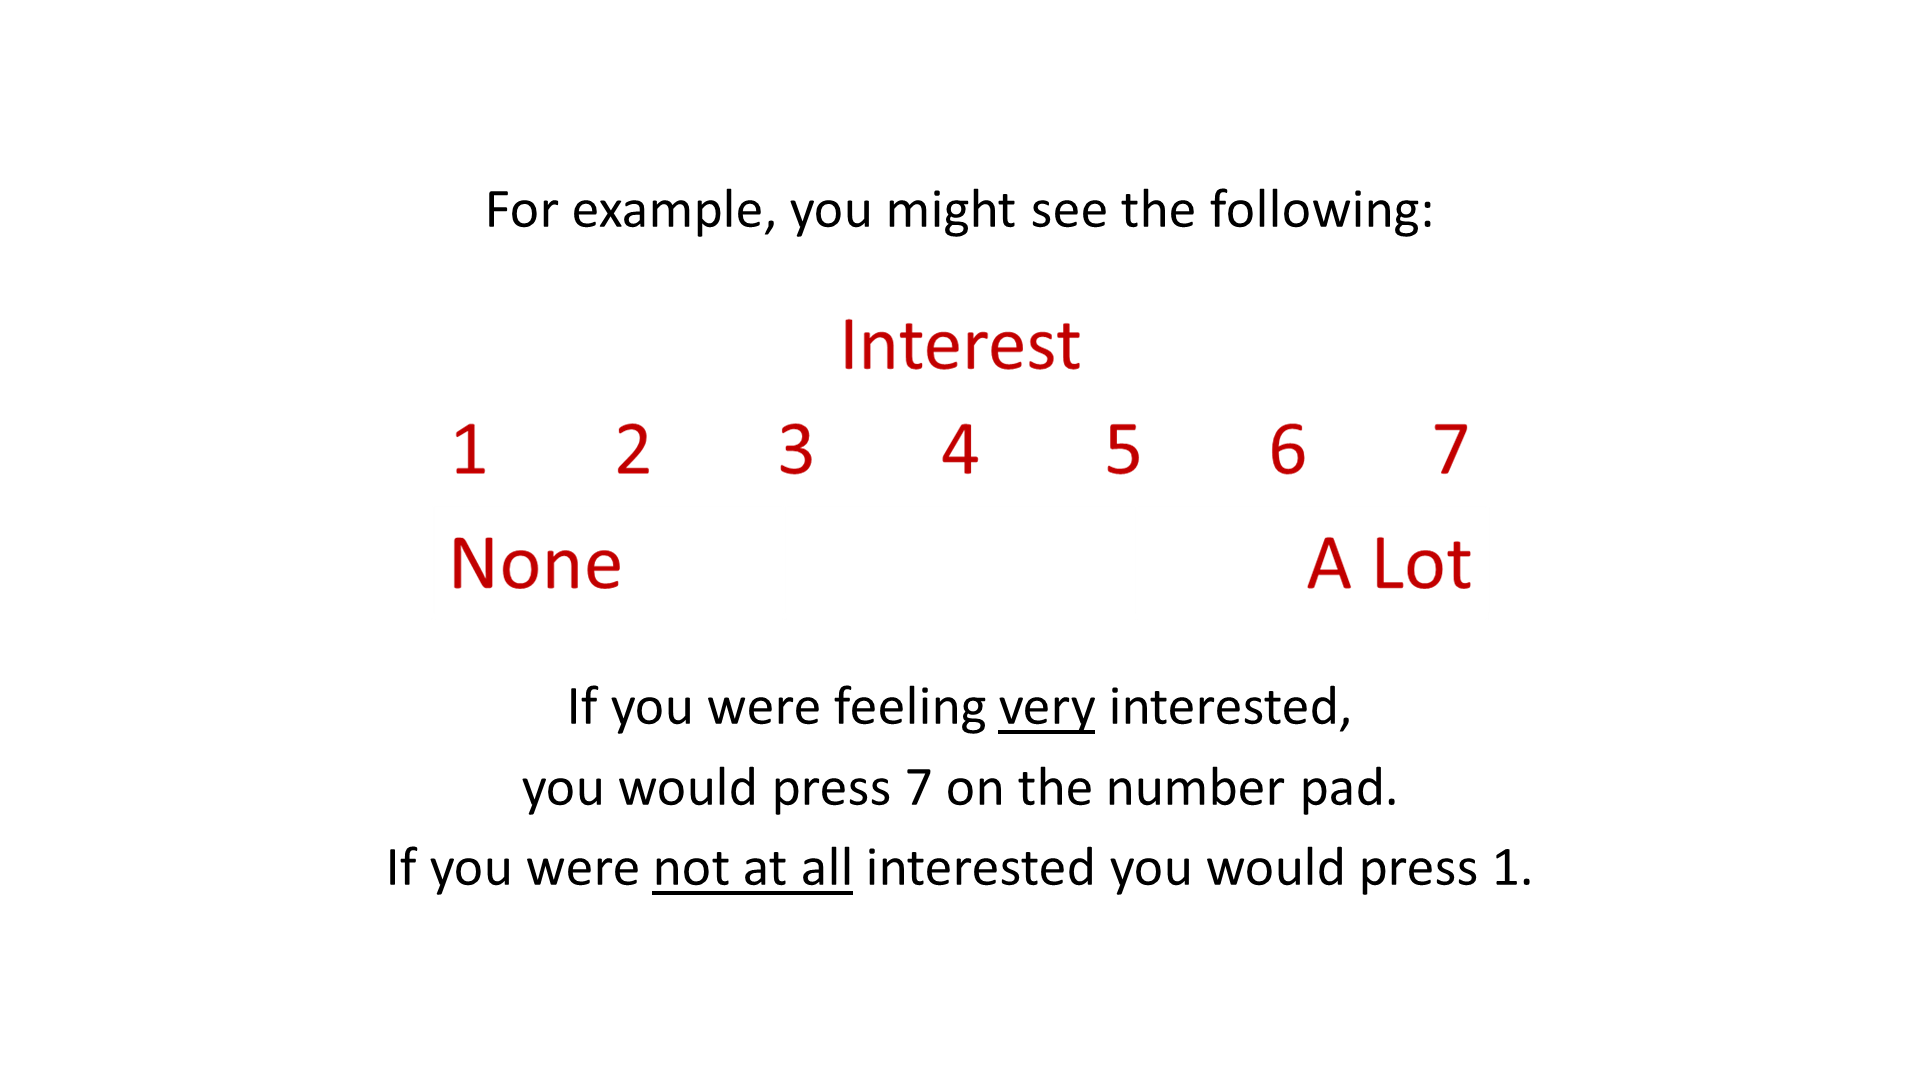 For example, you might see the following:
Interest
1 2 3 4 5 6 7
None A Lot
If you were feeling very interested,
you would press 7 on the number pad.
If you were not at all interested you would press 1.